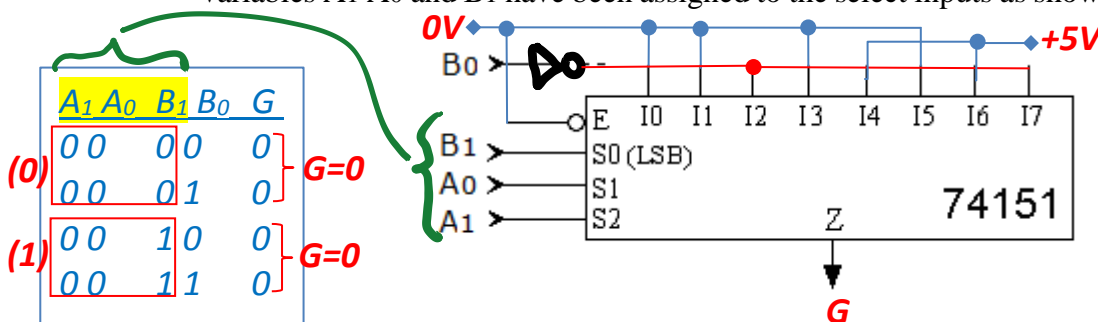 variables A1 A0 and B1 have been assigned to the select inputs as show
0V
+5V
B0
A1 A0 B1 B0 G
E I0 I1 I2 I3 I4 I5 I6 I7
(0)
0 0 0 0 0
0 0 0 1 0
G=0
B1
S0 (LSB)
A0
S1
A1
S2
Z
74151
(1)
0 0 1 0 0
0 0 1 1 0
G=0
G